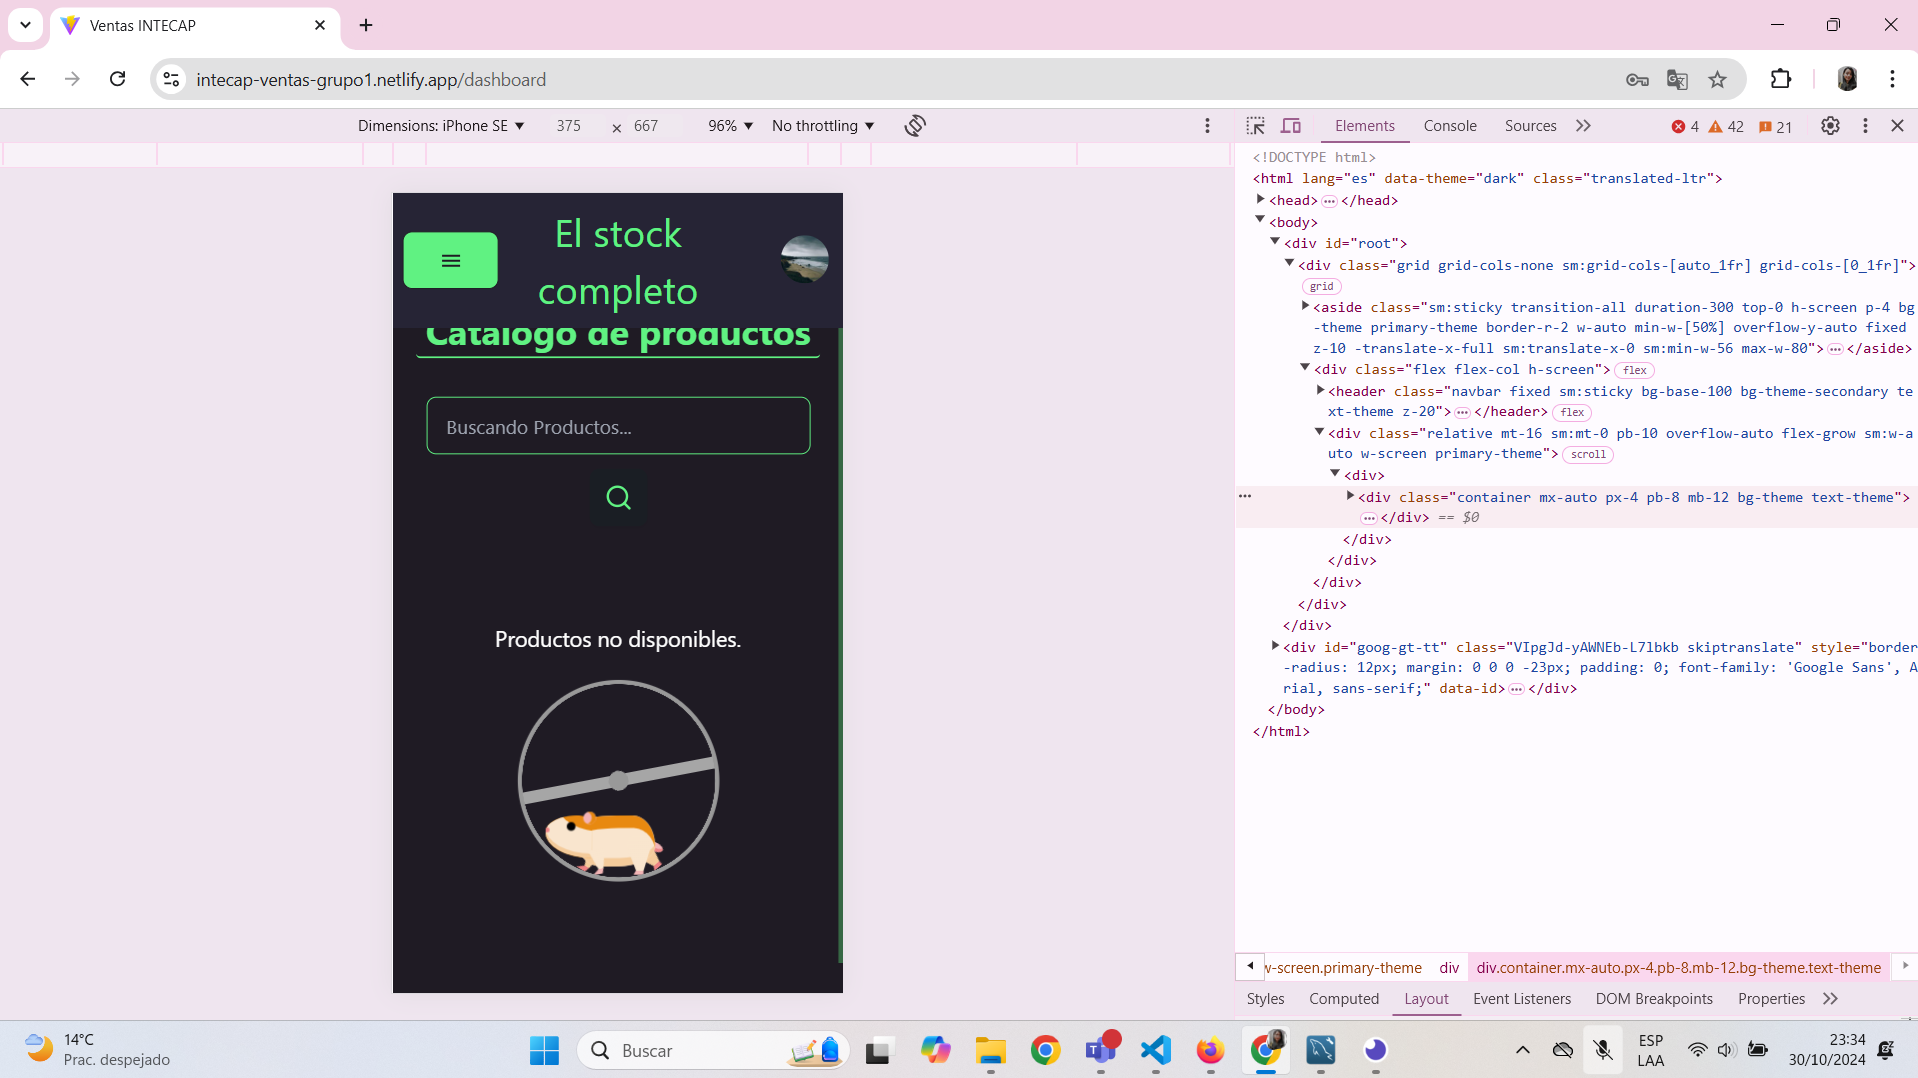 Ventas INTECAP
intecap-ventas-grupo1.netlify.app/dashboard
Dimensions: iPhone SE
375
×
667
96%
No throttling
Elements
Console
Sources
4
42
21
El stock
completo
Catálogo de productos
Buscando Productos...
Productos no disponibles.
<!DOCTYPE html>
<html lang="es" data-theme="dark" class="translated-ltr">
<head>…</head>
<body>
<div id="root">
<div class="grid grid-cols-none sm:grid-cols-[auto_1fr] grid-cols-[0_1fr]">
grid
<aside class="sm:sticky transition-all duration-300 top-0 h-screen p-4 bg
-theme primary-theme border-r-2 w-auto min-w-[50%] overflow-y-auto fixed
z-10 -translate-x-full sm:translate-x-0 sm:min-w-56 max-w-80">…</aside>
<div class="flex flex-col h-screen"> flex
<header class="navbar fixed sm:sticky bg-base-100 bg-theme-secondary te
xt-theme z-20">…</header> flex
<div class="relative mt-16 sm:mt-0 pb-10 overflow-auto flex-grow sm:w-a
uto w-screen primary-theme"> scroll
<div>
<div class="container mx-auto px-4 pb-8 mb-12 bg-theme text-theme">
…</div> == $0
</div>
</div>
</div>
</div>
</div>
<div id="goog-gt-tt" class="VIpgJd-yAWNEb-L7lbkb skiptranslate" style="border
-radius: 12px; margin: 0 0 0 -23px; padding: 0; font-family: 'Google Sans', A
rial, sans-serif;" data-id>…</div>
</body>
</html>
w-screen.primary-theme
div
div.container.mx-auto.px-4.pb-8.mb-12.bg-theme.text-theme
Styles
Computed
Layout
Event Listeners
DOM Breakpoints
Properties
14°C
Prac. despejado
Buscar
ESP
LAA
23:34
30/10/2024